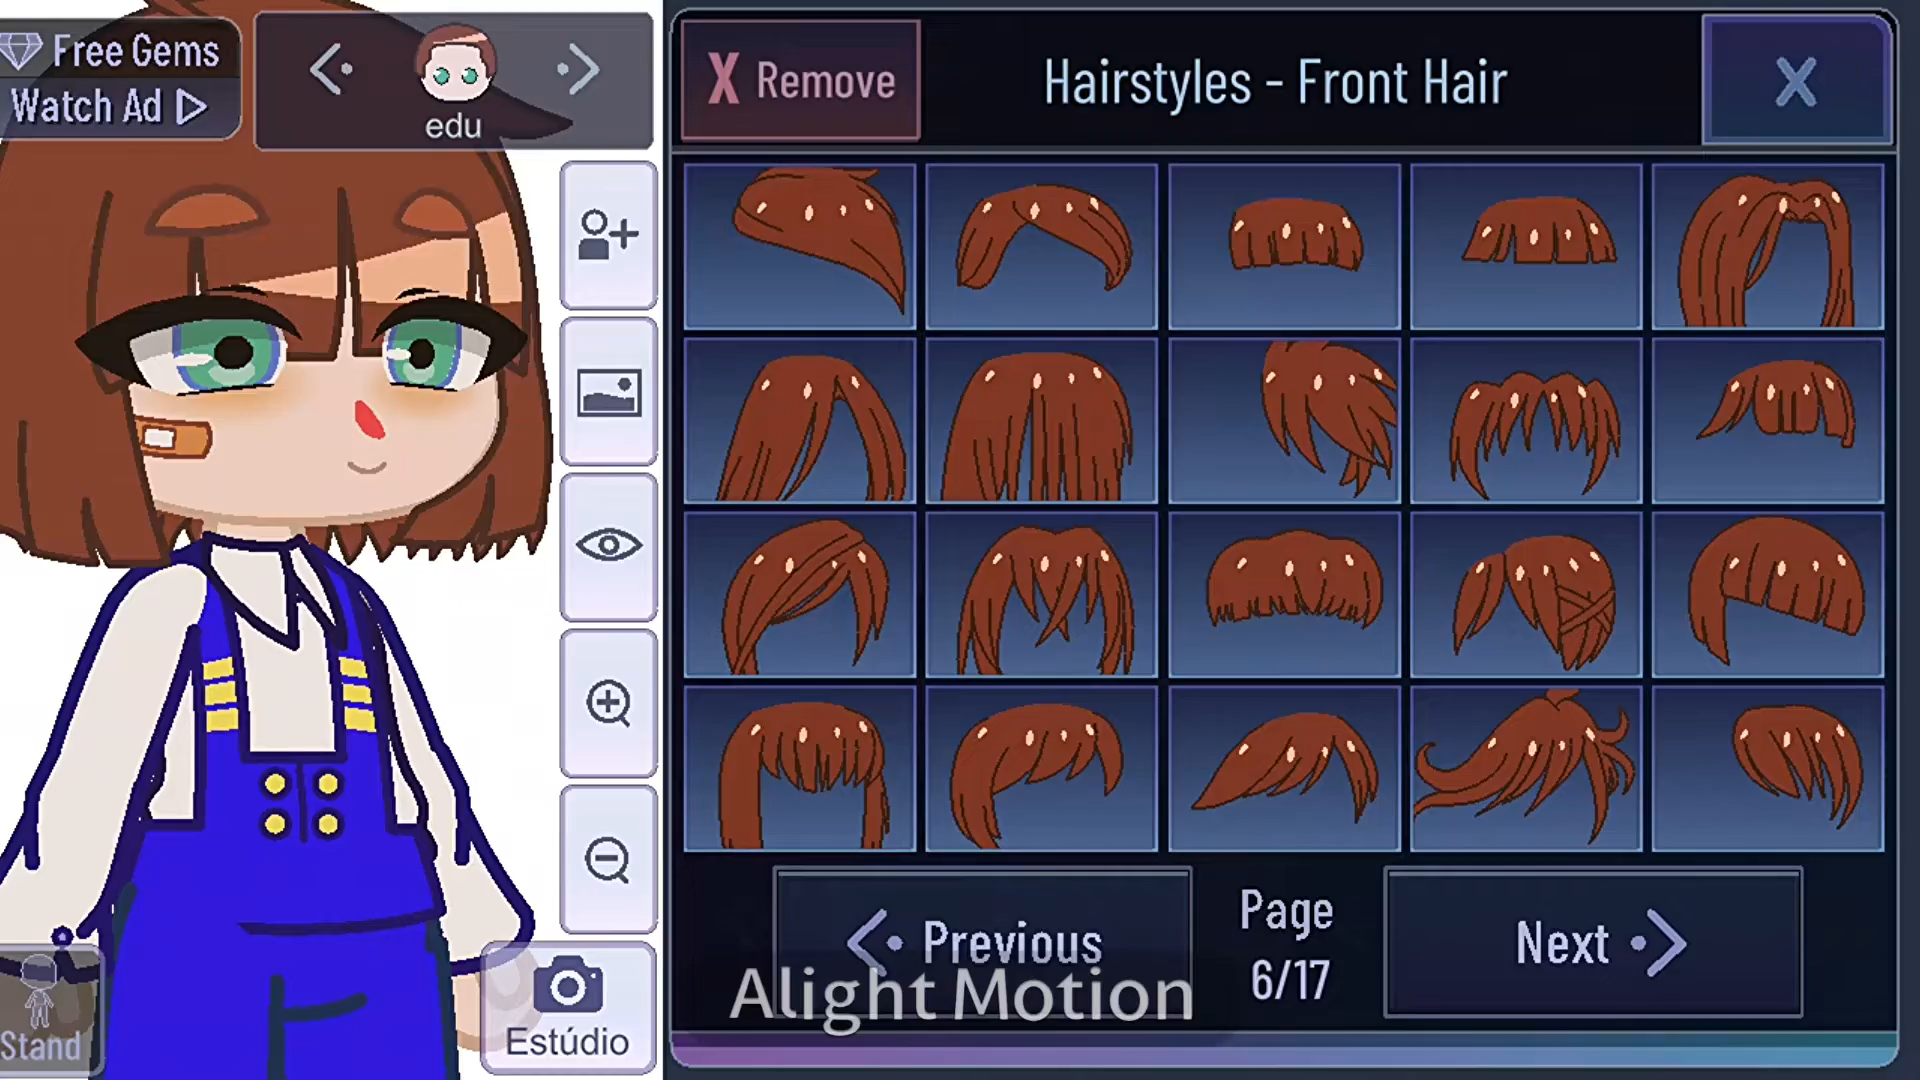 Free Gems
Watch Ad
edu
X Remove
Hairstyles - Front Hair
X
Previous
Page
6/17
Next
Alight Motion
Stand
Estúdio